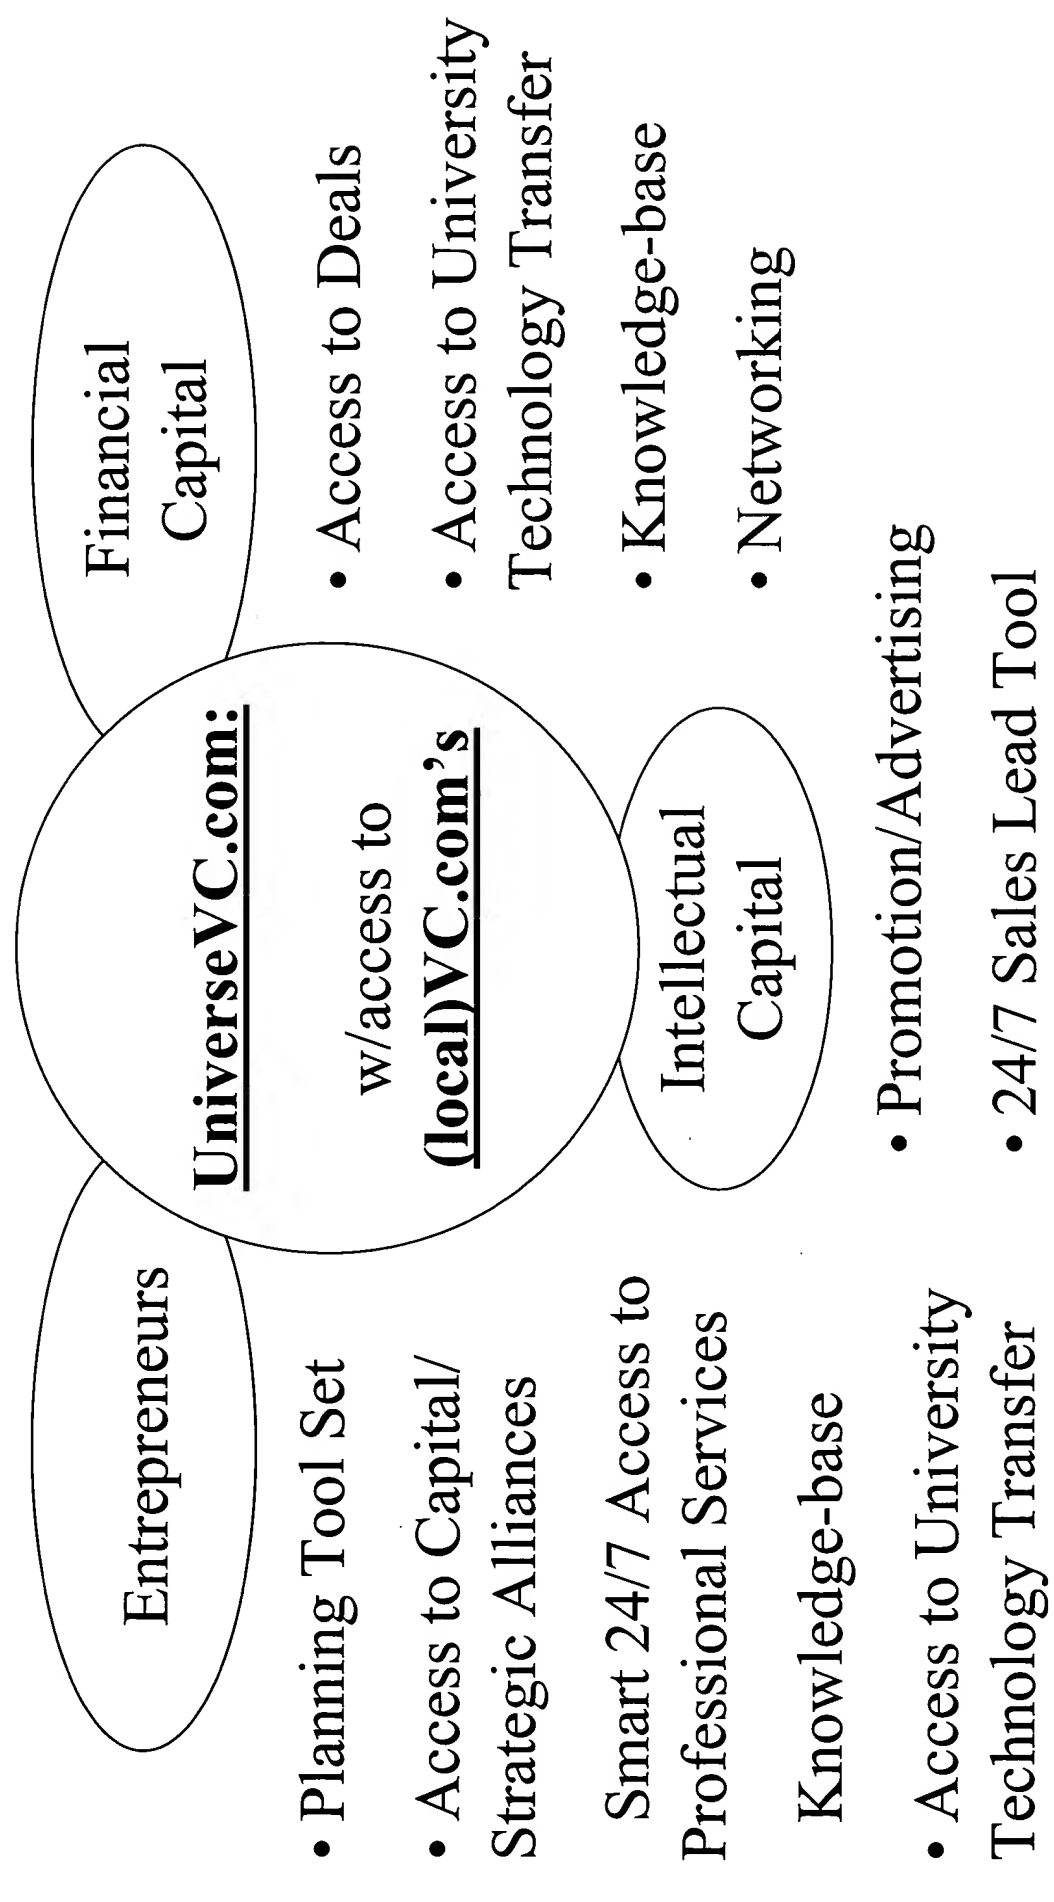 Entrepreneurs
UniverseVC.com:
w/access to
(local)VC.com's
Financial
Capital
Intellectual
Capital
• Planning Tool Set
• Access to Capital/
Strategic Alliances
Smart 24/7 Access to
Professional Services
Knowledge-base
• Access to University
Technology Transfer
• Promotion/Advertising
• 24/7 Sales Lead Tool
• Access to Deals
• Access to University
Technology Transfer
• Knowledge-base
• Networking